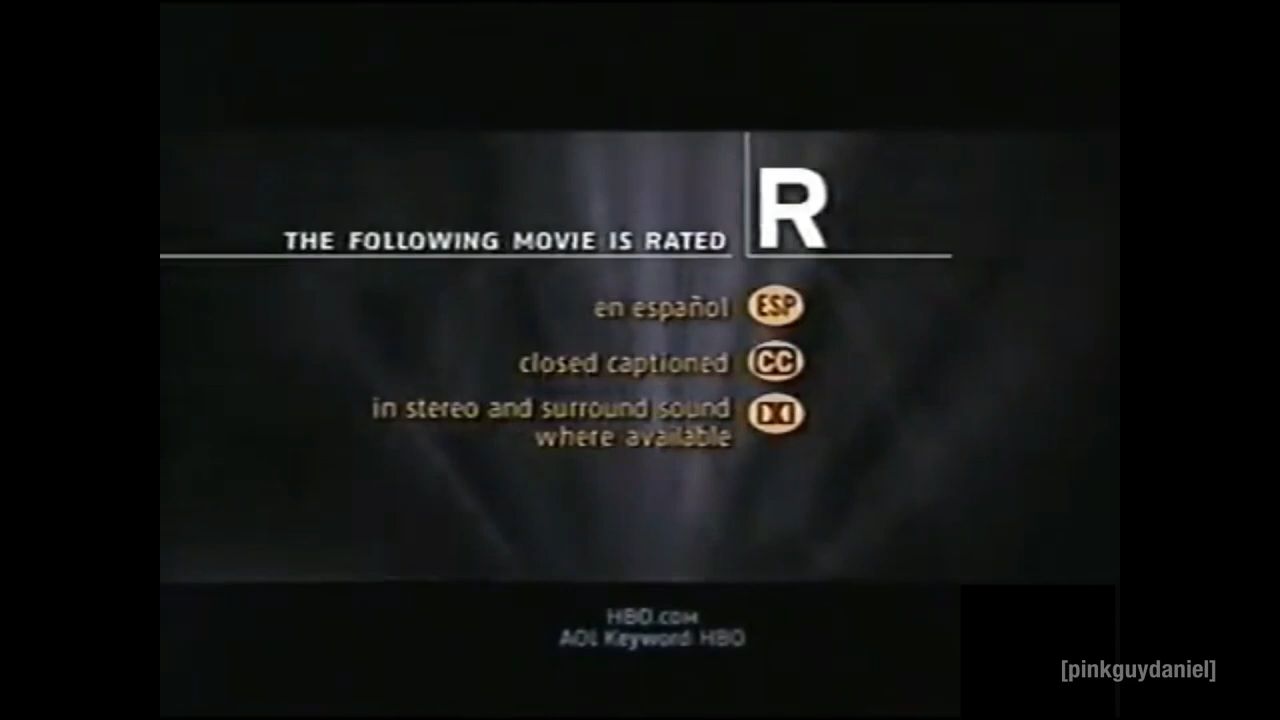 THE FOLLOWING MOVIE IS RATED R
en español ESP
closed captioned CC
in stereo and surround sound
where available
HBO.com
AOL Keyword: HBO
[pinkguydaniel]